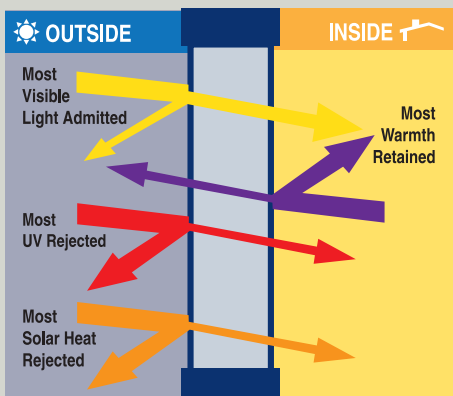 OUTSIDE
INSIDE
Most
Visible
Light Admitted
Most
Warmth
Retained
Most
UV Rejected
Most
Solar Heat
Rejected